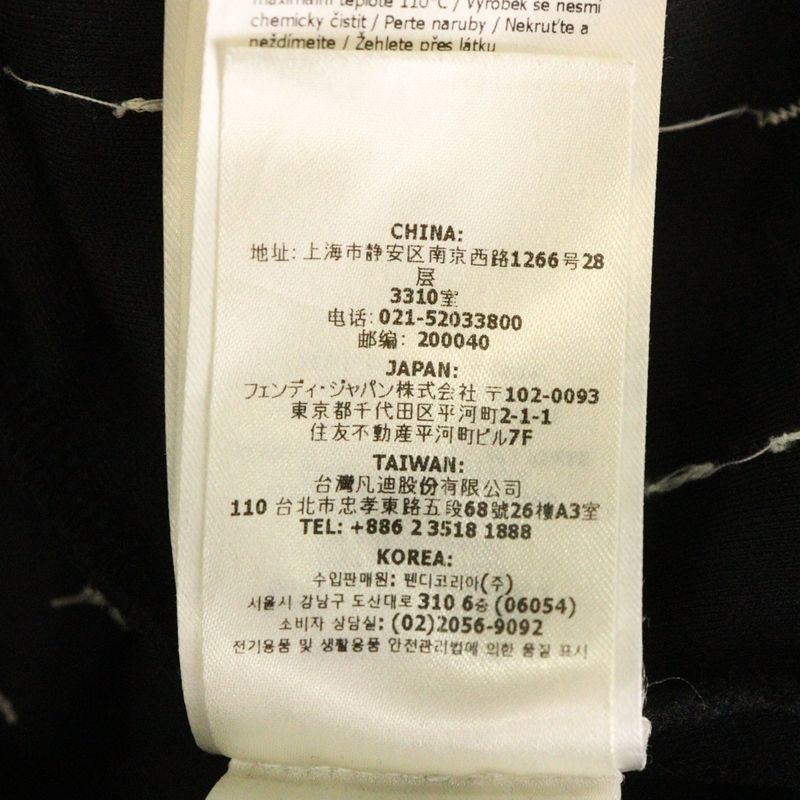 maximální teplotě 110°C / Výrobek se nesmí
chemicky čistit / Perte naruby / Nekruťte a
neždímejte / Žehlete přes látku
CHINA:
地址: 上海市静安区南京西路1266号28
层
3310室
电话: 021-52033800
邮编: 200040
JAPAN:
フェンディ・ジャパン株式会社 〒102-0093
東京都千代田区平河町2-1-1
住友不動産平河町ビル7F
TAIWAN:
台灣凡迪股份有限公司
110 台北市忠孝東路五段68號26樓A3室
TEL: +886 2 3518 1888
KOREA:
수입판매원: 펜디코리아(주)
서울시 강남구 도산대로 310 6층 (06054)
소비자 상담실: (02)2056-9092
전기용품 및 생활용품 안전관리법에 의한 품질 표시